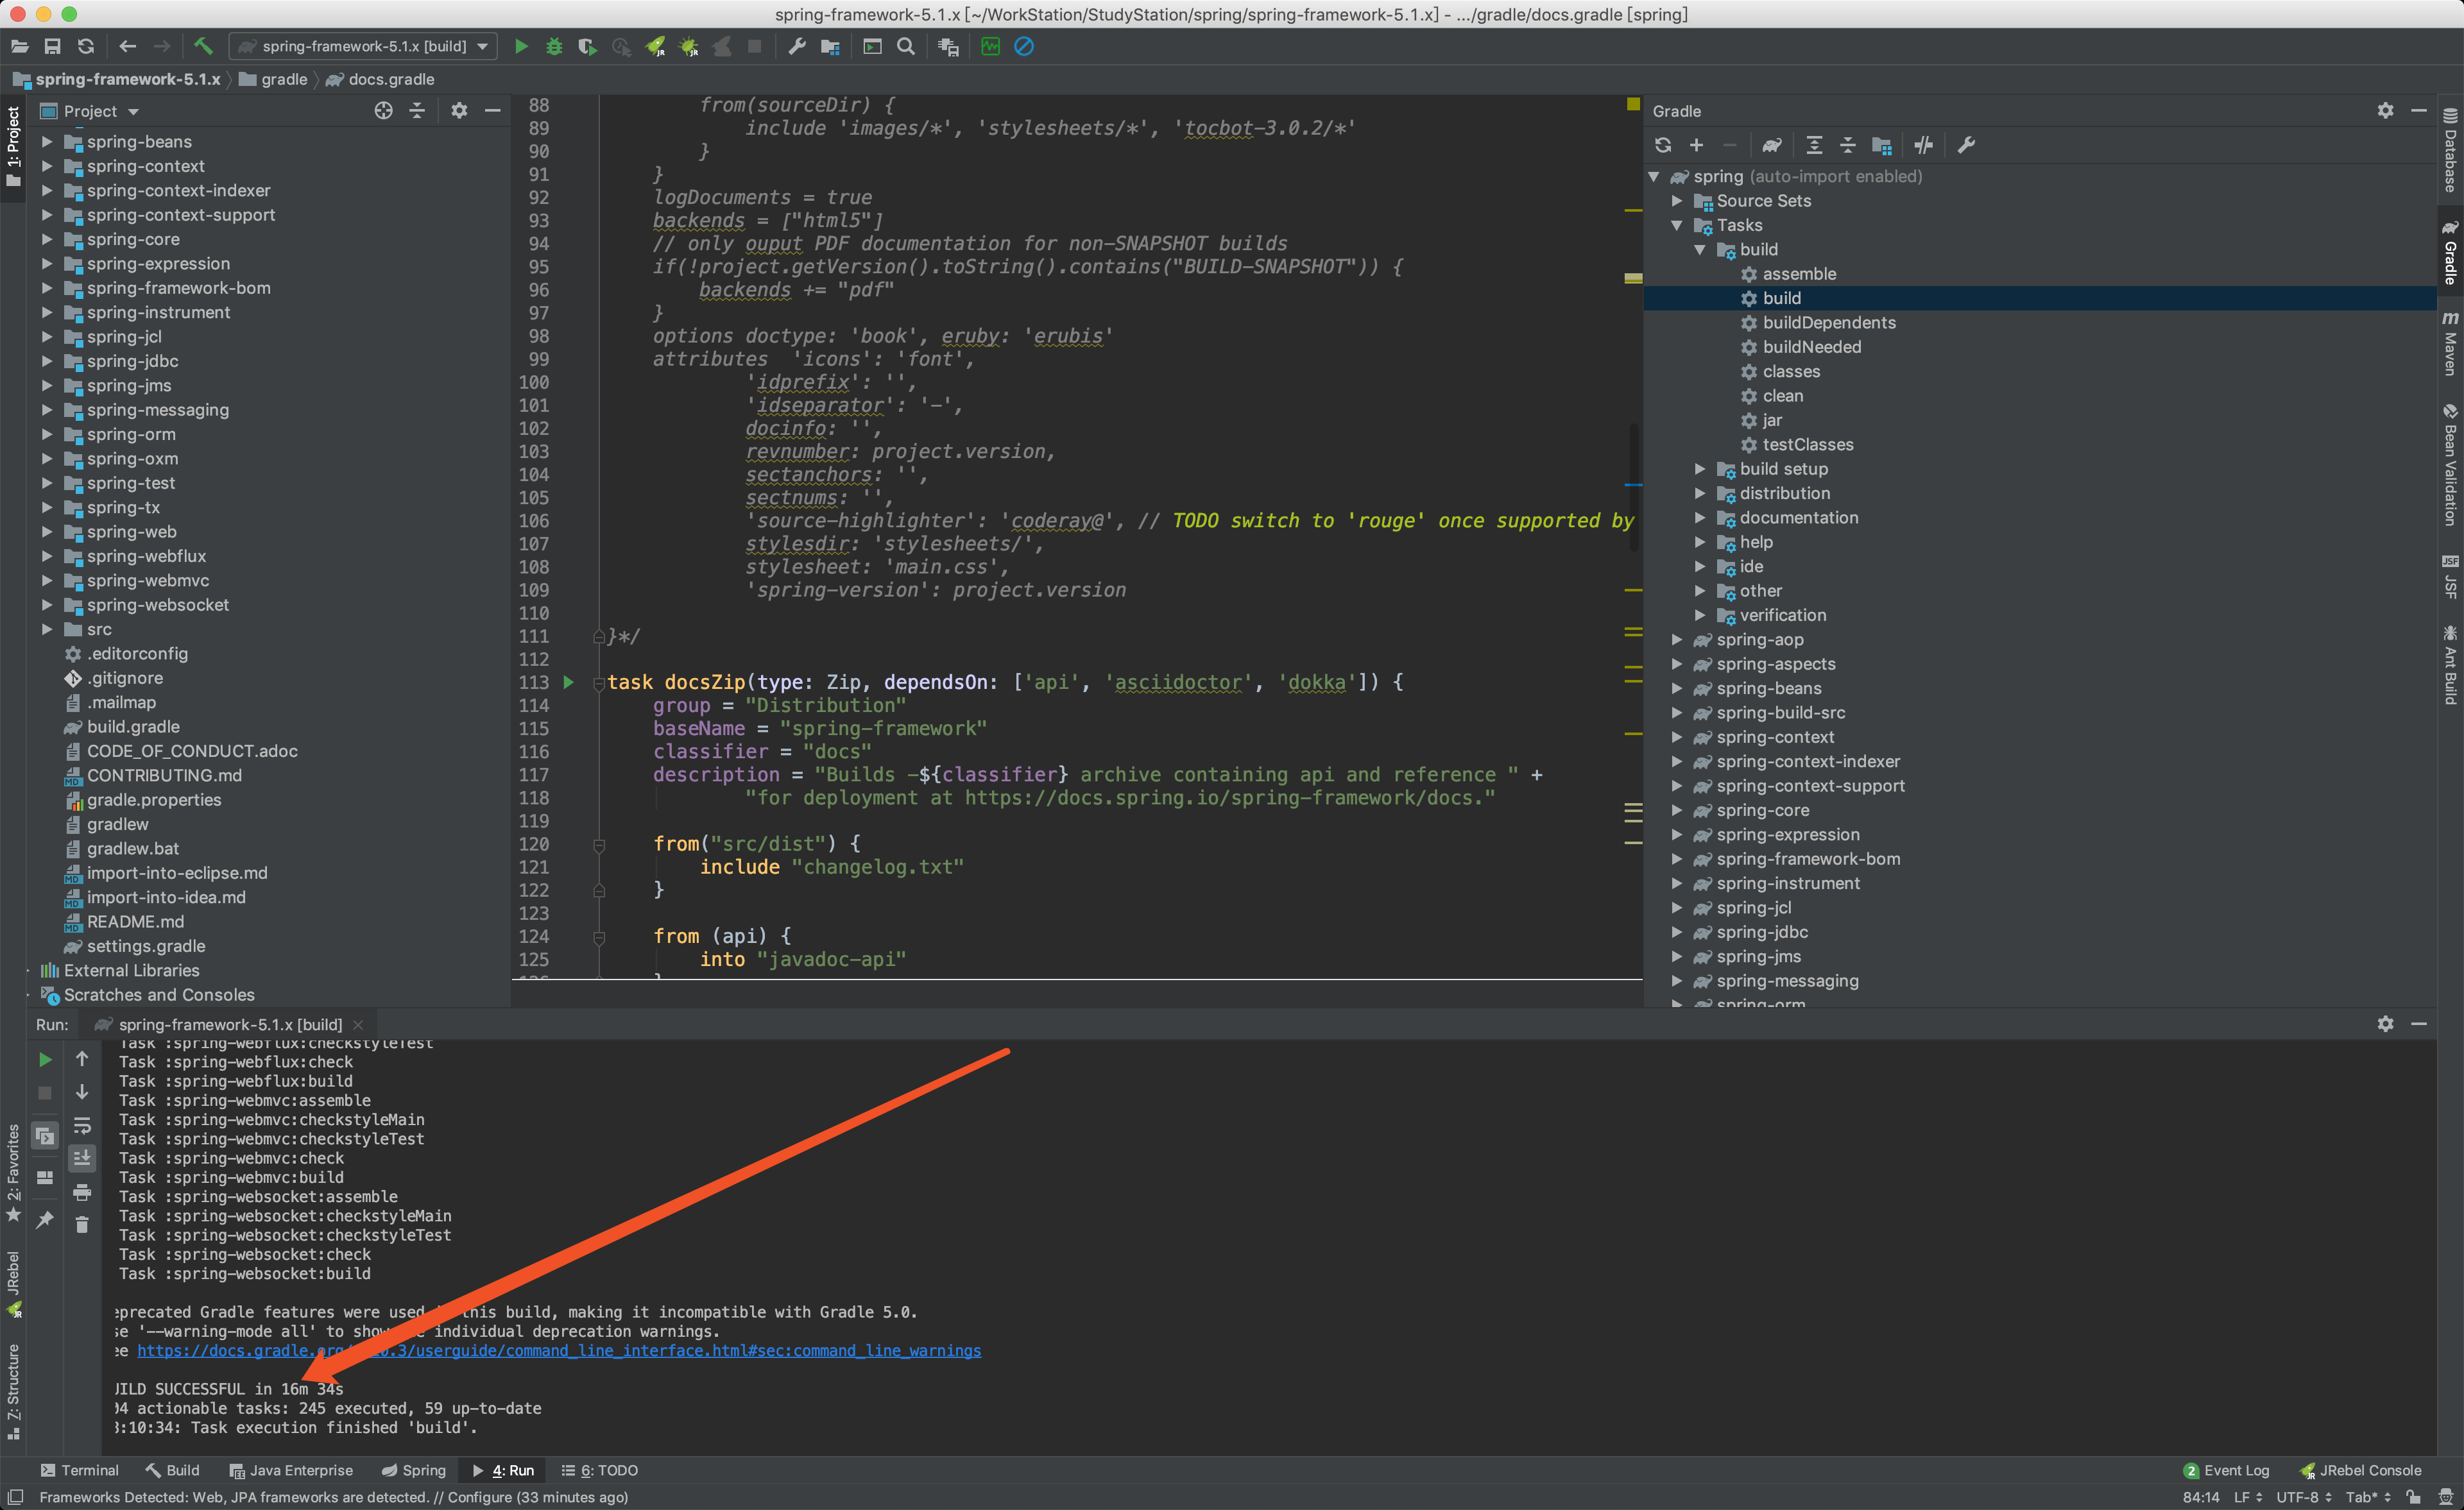 spring-framework-5.1.x [~/WorkStation/StudyStation/spring/spring-framework-5.1.x] - .../gradle/docs.gradle [spring]
spring-framework-5.1.x [build]
spring-framework-5.1.x
gradle
docs.gradle
1: Project
Project
spring-beans
spring-context
spring-context-indexer
spring-context-support
spring-core
spring-expression
spring-framework-bom
spring-instrument
spring-jcl
spring-jdbc
spring-jms
spring-messaging
spring-orm
spring-oxm
spring-test
spring-tx
spring-web
spring-webflux
spring-webmvc
spring-websocket
src
.editorconfig
.gitignore
.mailmap
build.gradle
CODE_OF_CONDUCT.adoc
CONTRIBUTING.md
gradle.properties
gradlew
gradlew.bat
import-into-eclipse.md
import-into-idea.md
README.md
settings.gradle
External Libraries
Scratches and Consoles
88 from(sourceDir) {
89 include 'images/*', 'stylesheets/*', 'tocbot-3.0.2/*'
90 }
91 }
92 logDocuments = true
93 backends = ["html5"]
94 // only ouput PDF documentation for non-SNAPSHOT builds
95 if(!project.getVersion().toString().contains("BUILD-SNAPSHOT")) {
96 backends += "pdf"
97 }
98 options doctype: 'book', eruby: 'erubis'
99 attributes 'icons': 'font',
100 'idprefix': '',
101 'idseparator': '-',
102 docinfo: '',
103 revnumber: project.version,
104 sectanchors: '',
105 sectnums: '',
106 'source-highlighter': 'coderay@', // TODO switch to 'rouge' once supported by
107 stylesdir: 'stylesheets/',
108 stylesheet: 'main.css',
109 'spring-version': project.version
110
111 }*/
112
113 task docsZip(type: Zip, dependsOn: ['api', 'asciidoctor', 'dokka']) {
114 group = "Distribution"
115 baseName = "spring-framework"
116 classifier = "docs"
117 description = "Builds -${classifier} archive containing api and reference " +
118 "for deployment at https://docs.spring.io/spring-framework/docs."
119
120 from("src/dist") {
121 include "changelog.txt"
122 }
123
124 from (api) {
125 into "javadoc-api"
Gradle
spring (auto-import enabled)
Source Sets
Tasks
build
assemble
build
buildDependents
buildNeeded
classes
clean
jar
testClasses
build setup
distribution
documentation
help
ide
other
verification
spring-aop
spring-aspects
spring-beans
spring-build-src
spring-context
spring-context-indexer
spring-context-support
spring-core
spring-expression
spring-framework-bom
spring-instrument
spring-jcl
spring-jdbc
spring-jms
spring-messaging
spring-orm
Database
Gradle
Maven
Bean Validation
JSF
Ant Build
Run: spring-framework-5.1.x [build]
Task :spring-webflux:checkstyleTest
Task :spring-webflux:check
Task :spring-webflux:build
Task :spring-webmvc:assemble
Task :spring-webmvc:checkstyleMain
Task :spring-webmvc:checkstyleTest
Task :spring-webmvc:check
Task :spring-webmvc:build
Task :spring-websocket:assemble
Task :spring-websocket:checkstyleMain
Task :spring-websocket:checkstyleTest
Task :spring-websocket:check
Task :spring-websocket:build
eprecated Gradle features were used this build, making it incompatible with Gradle 5.0.
se '--warning-mode all' to show individual deprecation warnings.
ee https://docs.gradle.org 0.3/userguide/command_line_interface.html#sec:command_line_warnings
ILD SUCCESSFUL in 16m 34s
04 actionable tasks: 245 executed, 59 up-to-date
:10:34: Task execution finished 'build'.
2: Favorites
JRebel
7: Structure
Terminal
Build
Java Enterprise
Spring
4: Run
6: TODO
2 Event Log
JRebel Console
Frameworks Detected: Web, JPA frameworks are detected. // Configure (33 minutes ago)
84:14 LF UTF-8 Tab*